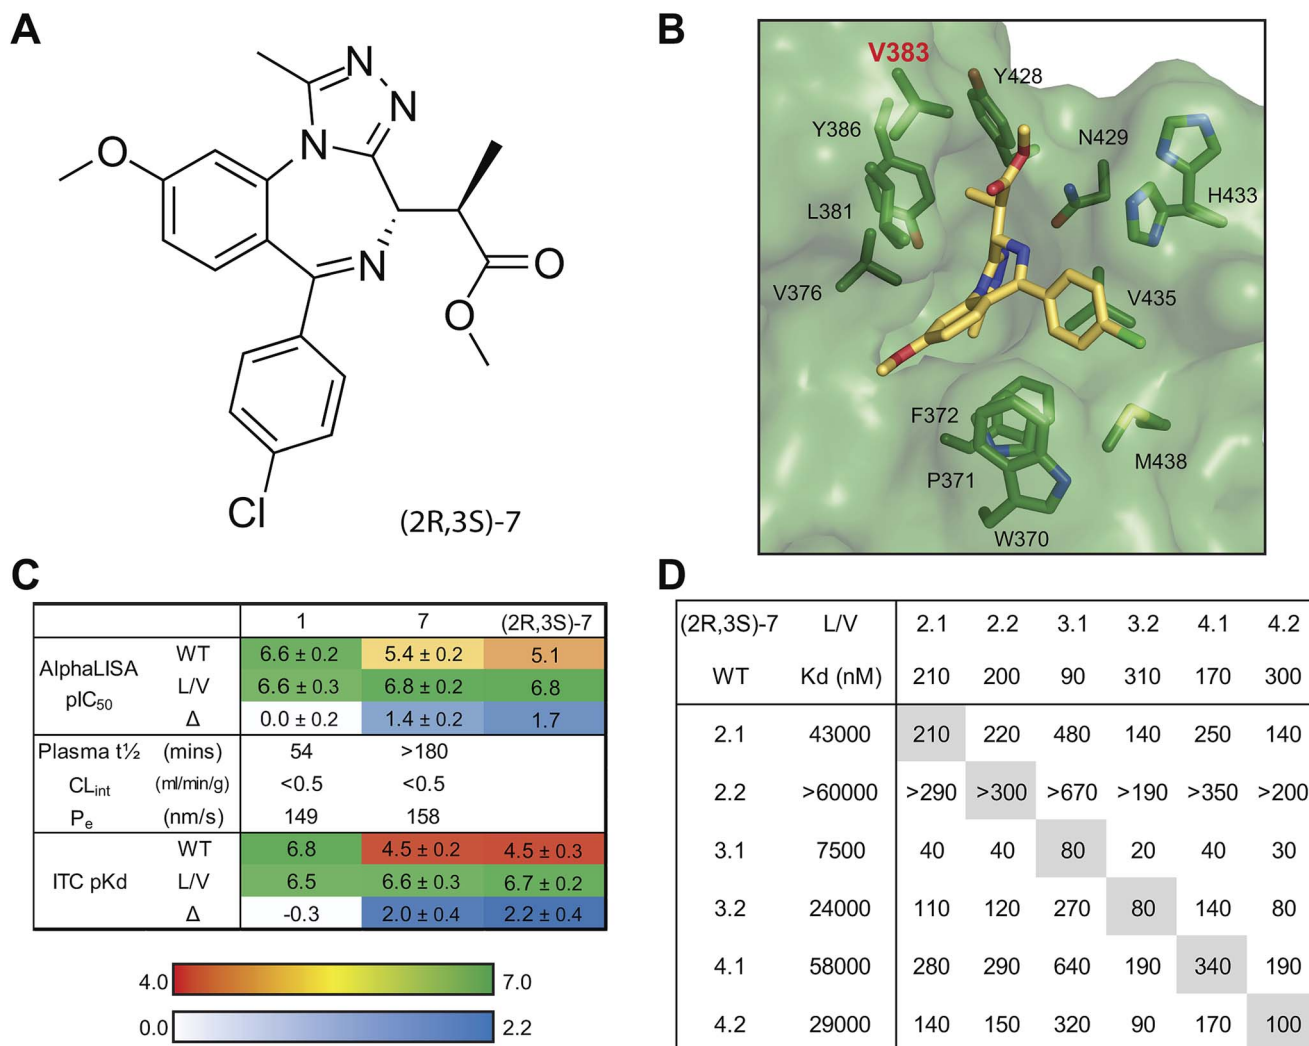 A
N
N
N
O
N
O
O
Cl
(2R,3S)-7
B
V383
Y428
Y386
N429
H433
L381
V376
V435
F372
P371
M438
W370
C
1 7 (2R,3S)-7
AlphaLISA pIC50 WT 6.6 ± 0.2 5.4 ± 0.2 5.1
L/V 6.6 ± 0.3 6.8 ± 0.2 6.8
Δ 0.0 ± 0.2 1.4 ± 0.2 1.7
Plasma t½ (mins) 54 >180
CLint (ml/min/g) <0.5 <0.5
Pe (nm/s) 149 158
ITC pKd WT 6.8 4.5 ± 0.2 4.5 ± 0.3
L/V 6.5 6.6 ± 0.3 6.7 ± 0.2
Δ -0.3 2.0 ± 0.4 2.2 ± 0.4
4.0 7.0
0.0 2.2
D
(2R,3S)-7 L/V 2.1 2.2 3.1 3.2 4.1 4.2
WT Kd (nM) 210 200 90 310 170 300
2.1 43000 210 220 480 140 250 140
2.2 >60000 >290 >300 >670 >190 >350 >200
3.1 7500 40 40 80 20 40 30
3.2 24000 110 120 270 80 140 80
4.1 58000 280 290 640 190 340 190
4.2 29000 140 150 320 90 170 100